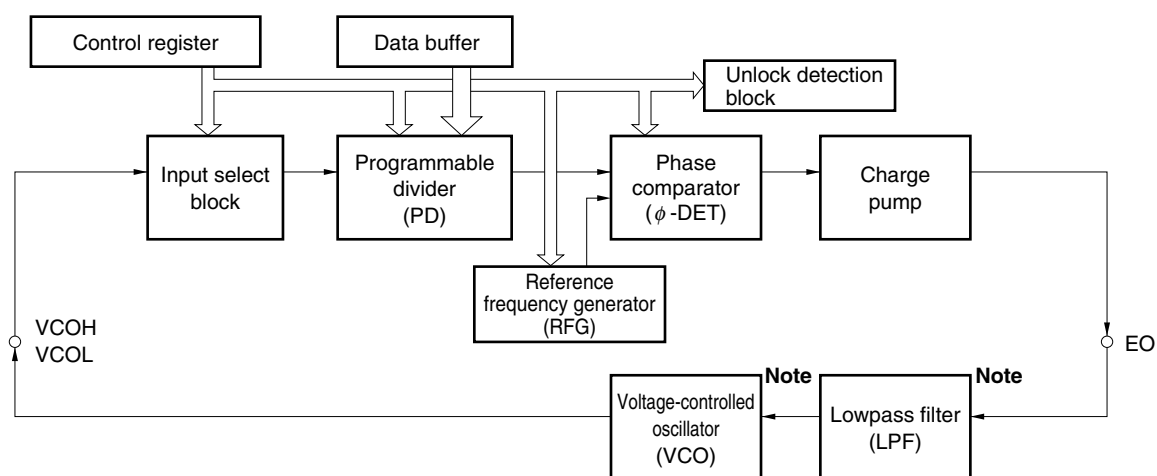 Control register
Data buffer
Unlock detection
block
Input select
block
Programmable
divider
(PD)
Phase
comparator
(ϕ-DET)
Charge
pump
Reference
frequency generator
(RFG)
VCOH
VCOL
EO
Note
Note
Voltage-controlled
oscillator
(VCO)
Lowpass filter
(LPF)